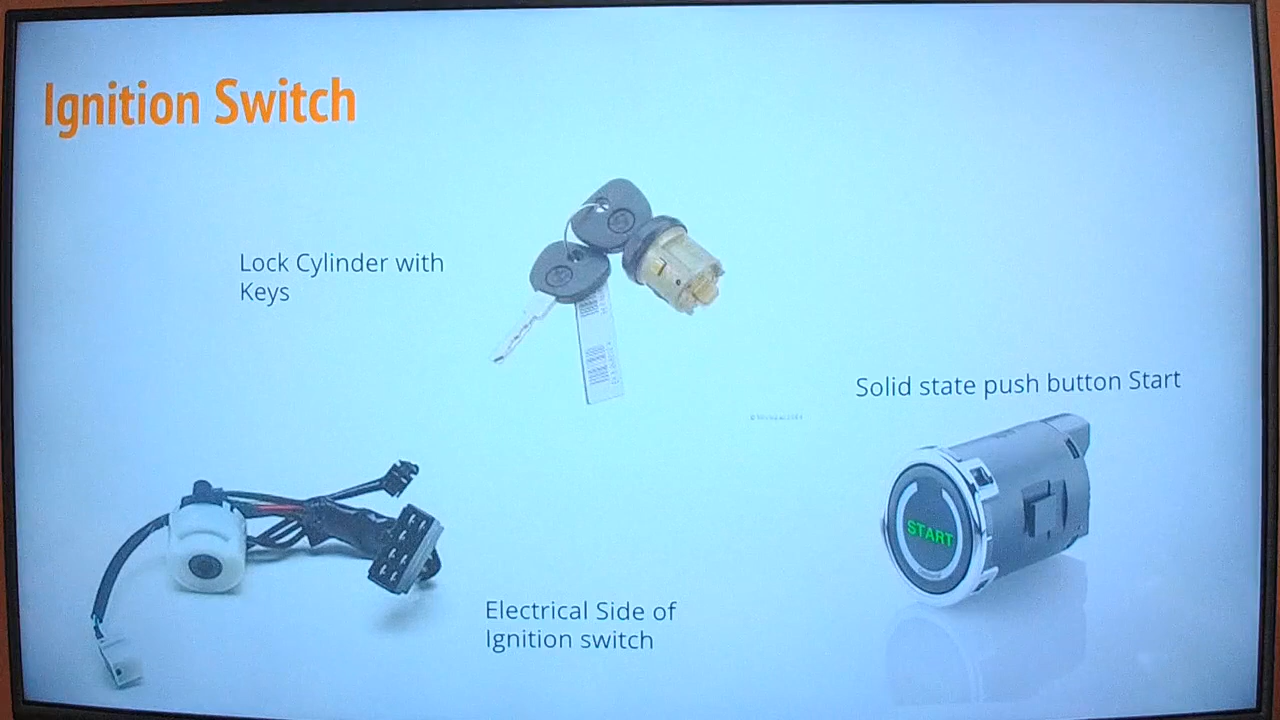 Ignition Switch
Lock Cylinder with
Keys
Solid state push button Start
START
Electrical Side of
Ignition switch